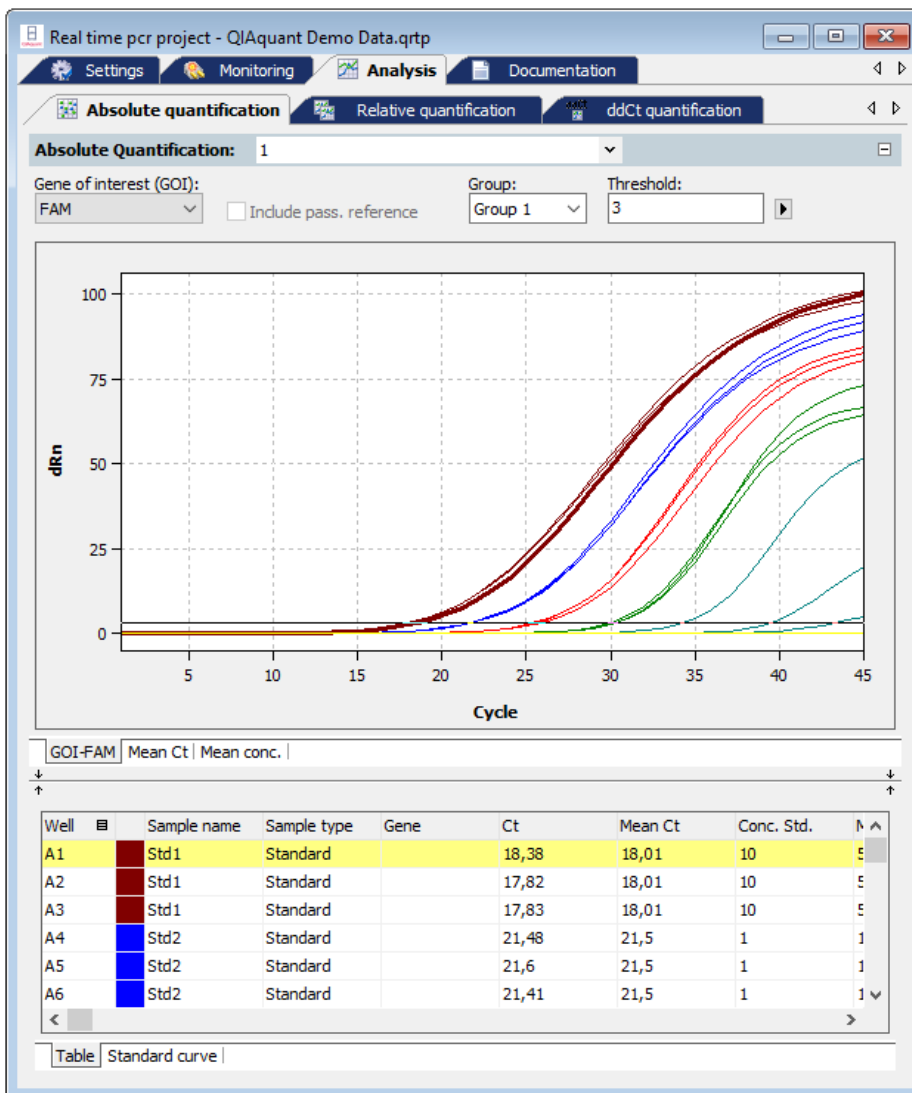 Real time pcr project - QIAquant Demo Data.qrtp
Settings Monitoring Analysis Documentation
Absolute quantification Relative quantification ddCt quantification
Absolute Quantification: 1
Gene of interest (GOI): Group: Threshold:
FAM Include pass. reference Group 1 3
100
75
50
25
0
dRn
5 10 15 20 25 30 35 40 45
Cycle
GOI-FAM Mean Ct Mean conc.
Well Sample name Sample type Gene Ct Mean Ct Conc. Std.
A1 Std1 Standard 18,38 18,01 10 5
A2 Std1 Standard 17,82 18,01 10 5
A3 Std1 Standard 17,83 18,01 10 5
A4 Std2 Standard 21,48 21,5 1 1
A5 Std2 Standard 21,6 21,5 1 1
A6 Std2 Standard 21,41 21,5 1 1
Table Standard curve